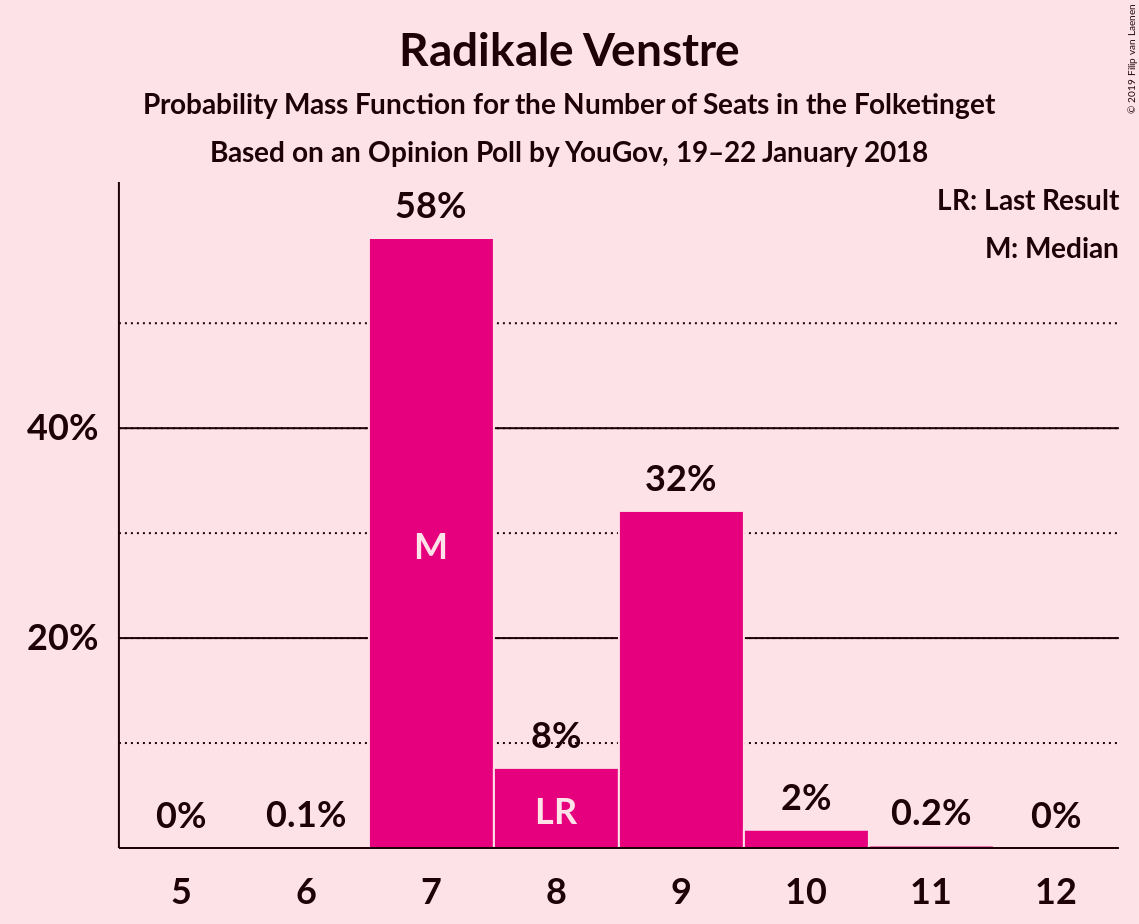 Radikale Venstre
Probability Mass Function for the Number of Seats in the Folketinget
Based on an Opinion Poll by YouGov, 19–22 January 2018
© 2019 Filip van Laenen
LR: Last Result
M: Median
58%
40%
32%
M
20%
8%
LR
0%
0.1%
2%
0.2%
0%
5 6 7 8 9 10 11 12